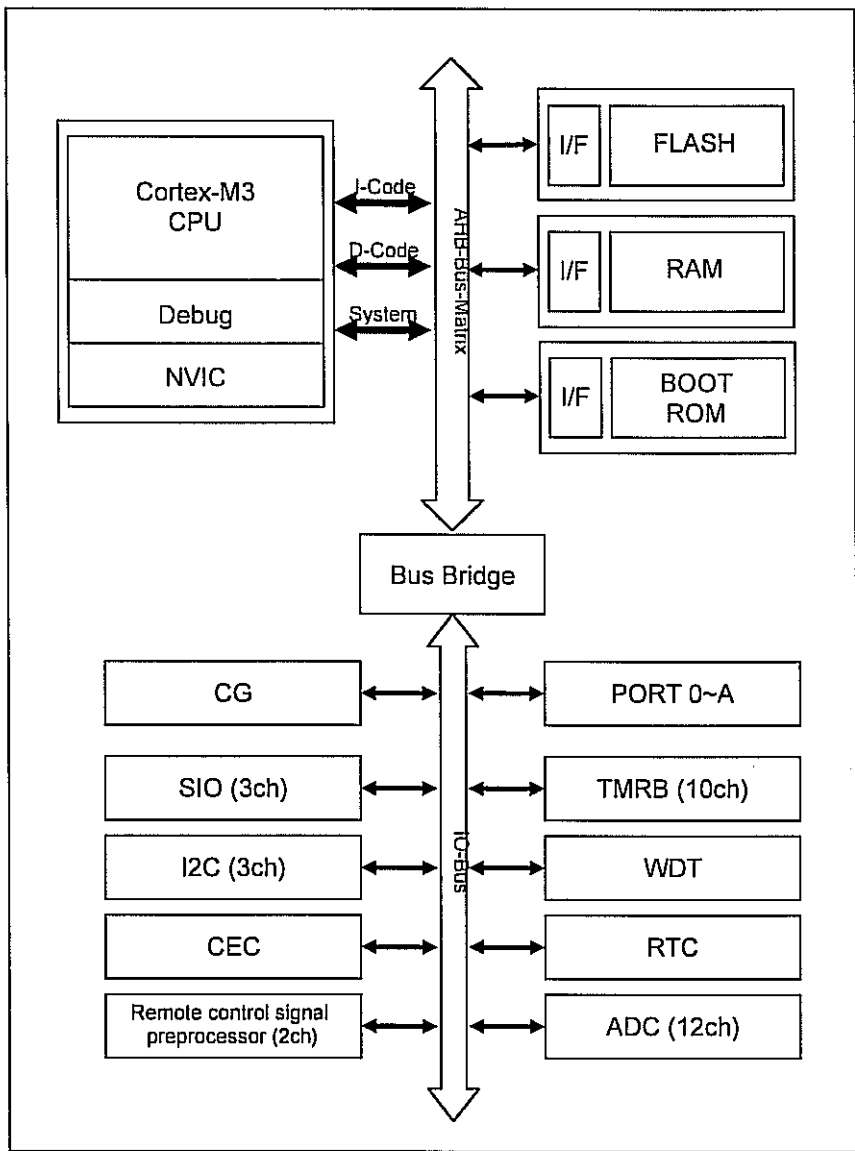 Cortex-M3
CPU
Debug
NVIC
I-Code
D-Code
System
AHB-Bus-Matrix
I/F
FLASH
I/F
RAM
I/F
BOOT
ROM
Bus Bridge
CG
SIO (3ch)
I2C (3ch)
CEC
Remote control signal
preprocessor (2ch)
IO-Bus
PORT 0~A
TMRB (10ch)
WDT
RTC
ADC (12ch)